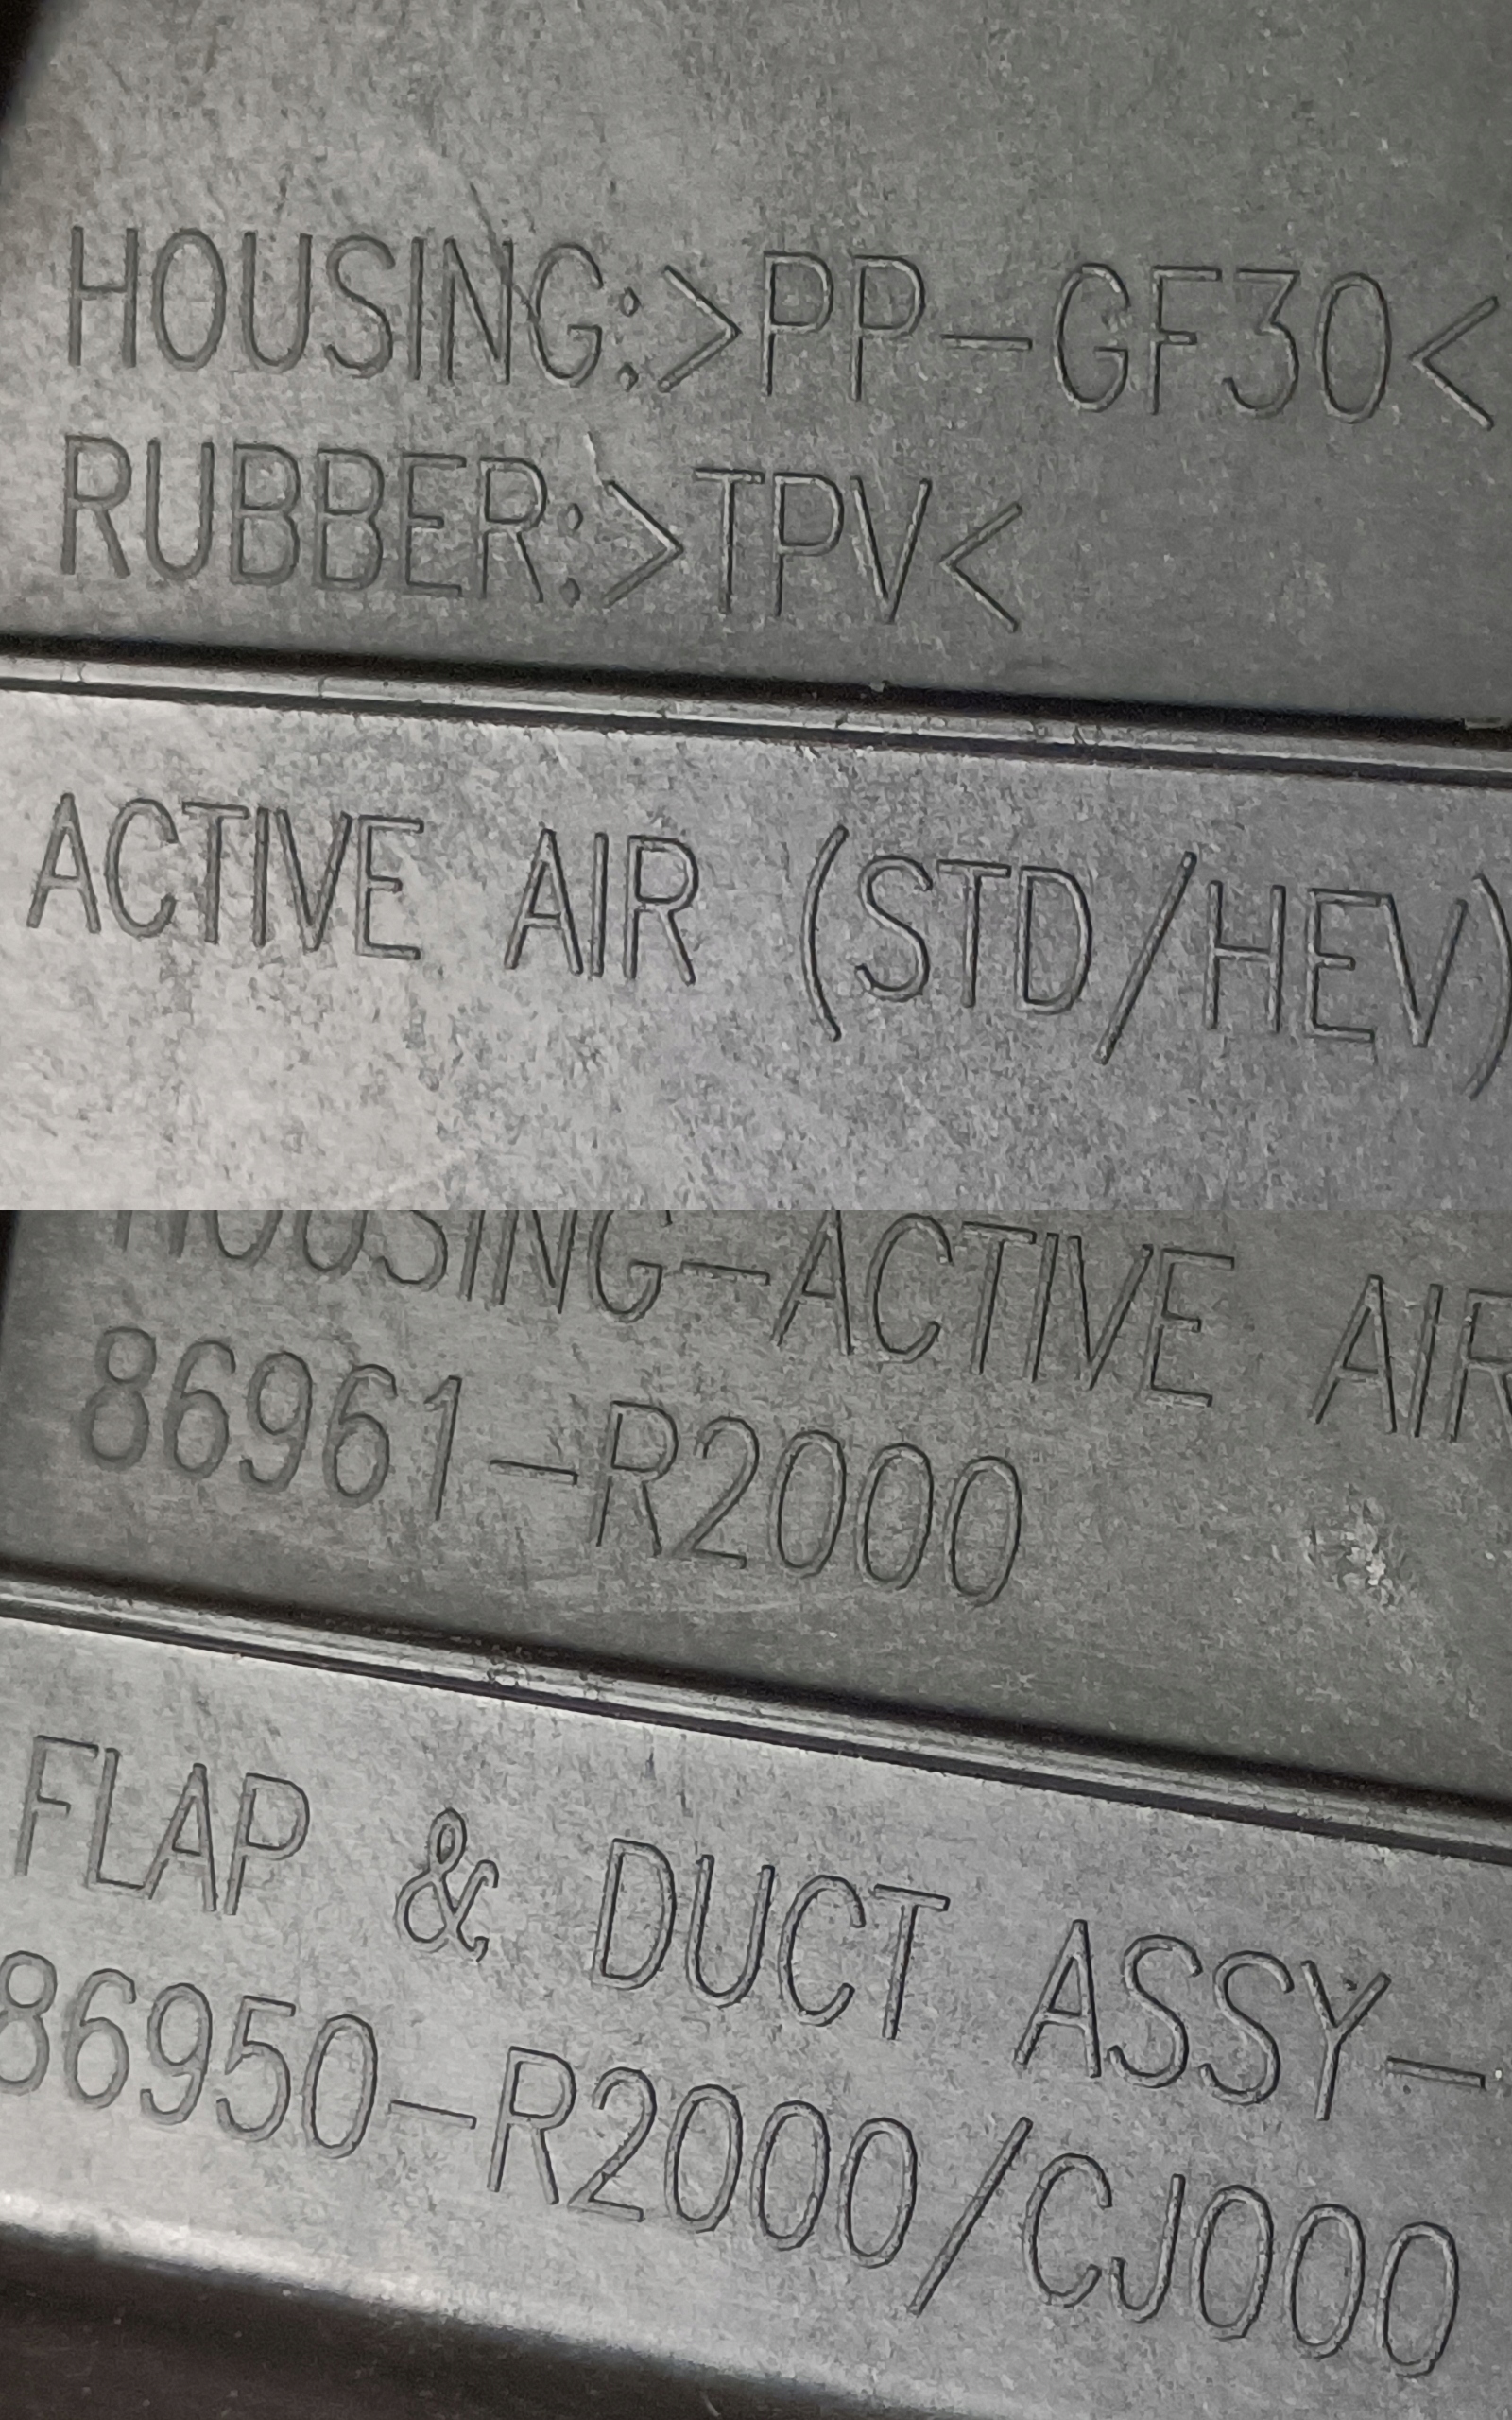 HOUSING:>PP-GF30<
RUBBER:>TPV<
ACTIVE AIR (STD/HEV)
HOUSING-ACTIVE AIR
86961-R2000
FLAP & DUCT ASSY-
86950-R2000/CJ000